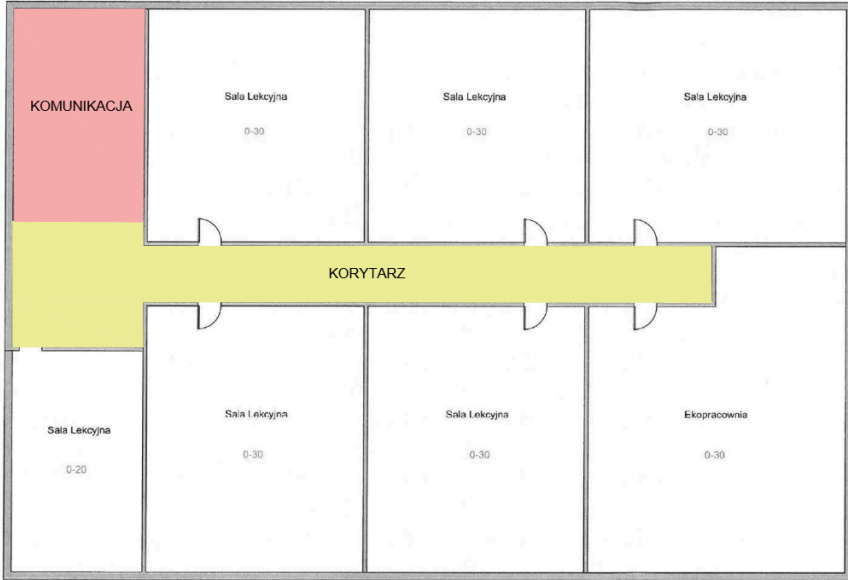 KOMUNIKACJA
Sala Lekcyjna
0-30
Sala Lekcyjna
0-30
Sala Lekcyjna
0-30
KORYTARZ
Sala Lekcyjna
0-20
Sala Lekcyjna
0-30
Sala Lekcyjna
0-30
Ekopracownia
0-30